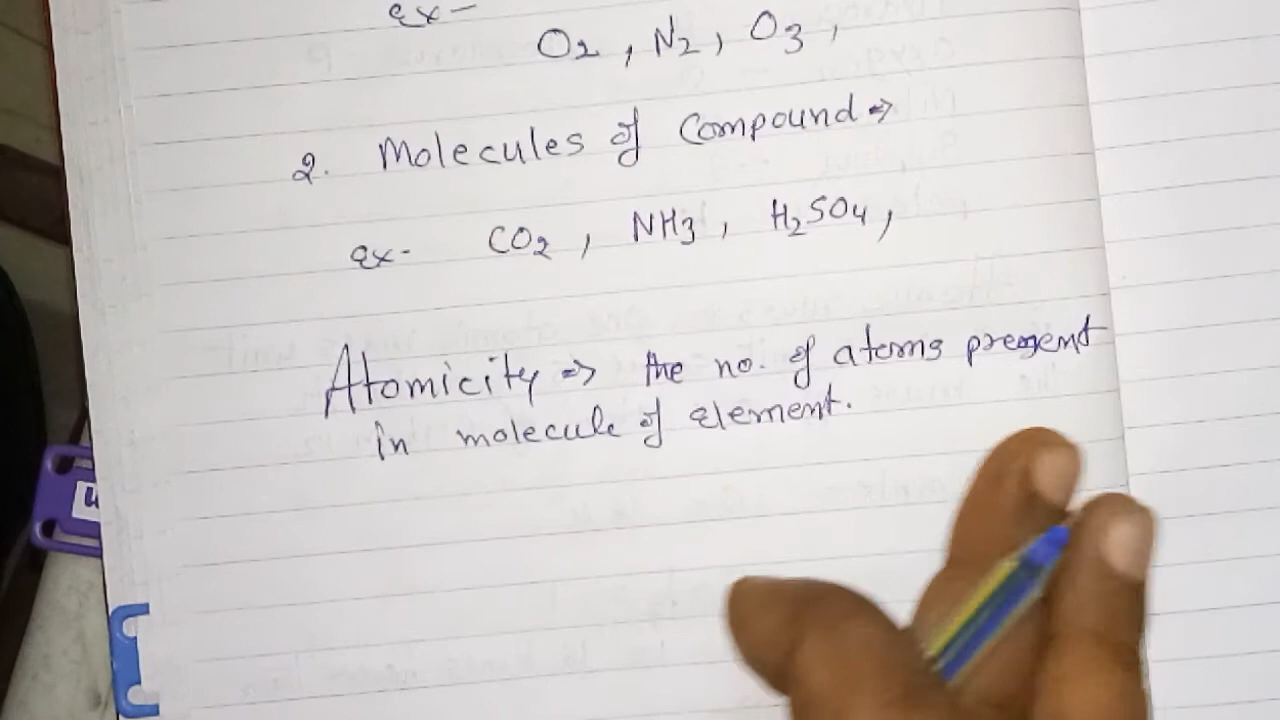 ex-
O2, N2, O3,
2. Molecules of Compound ⇒
ex- CO2, NH3, H2SO4,
Atomicity ⇒ the no. of atoms present
in molecule of element.